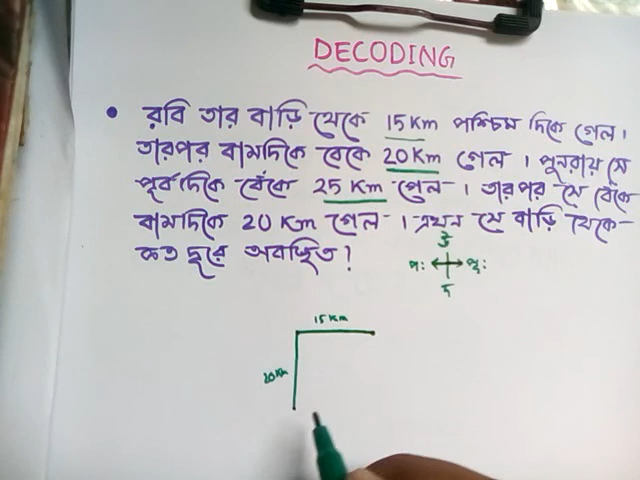 DECODING
• রবি তার বাড়ি থেকে 15 Km পশ্চিম দিকে গেল।
তারপর বামদিকে বেকে 20 Km গেল। পুনরায় সে
পূর্ব দিকে বেঁকে 25 Km গেল। তারপর সে বেঁকে
বামদিকে 20 Km গেল। এখন সে বাড়ি থেকে
কত দূরে অবস্থিত?
উ
পঃ পূঃ
দ
15 Km
20 Km